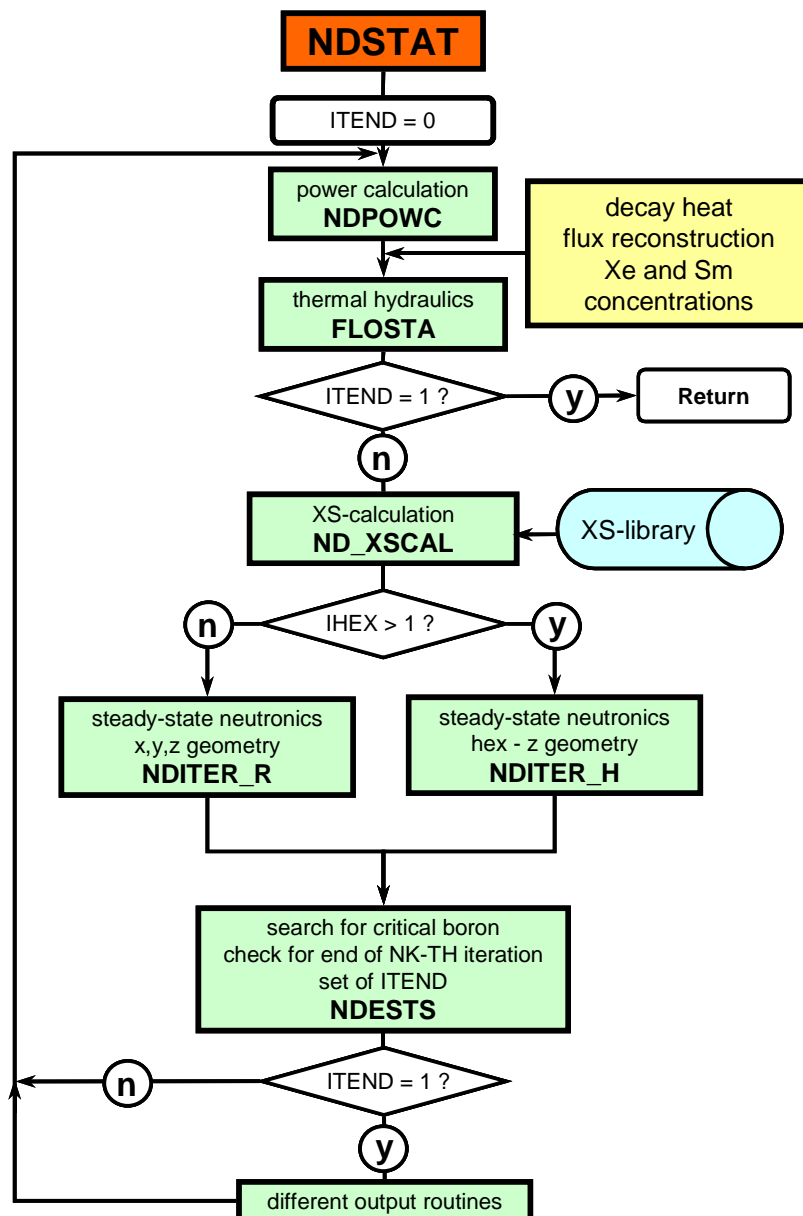 NDSTAT
ITEND = 0
power calculation
NDPOWC
decay heat
flux reconstruction
Xe and Sm
concentrations
thermal hydraulics
FLOSTA
ITEND = 1 ?
y
Return
n
XS-calculation
ND_XSCAL
XS-library
n
IHEX > 1 ?
y
steady-state neutronics
x,y,z geometry
NDITER_R
steady-state neutronics
hex - z geometry
NDITER_H
search for critical boron
check for end of NK-TH iteration
set of ITEND
NDESTS
n
ITEND = 1 ?
y
different output routines